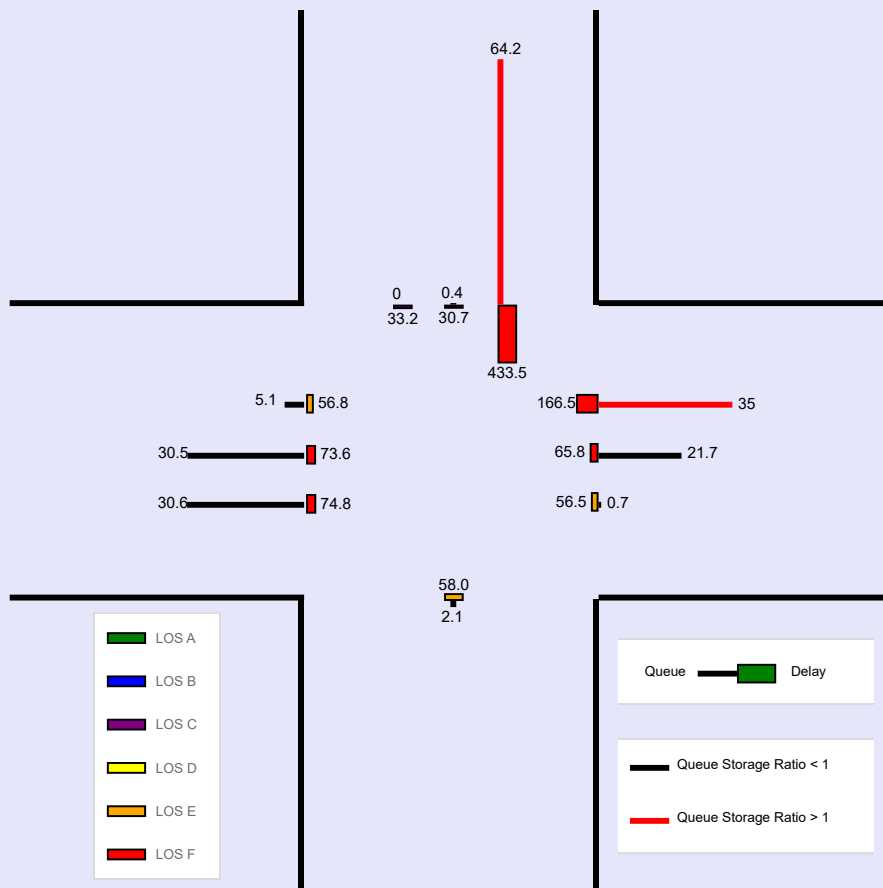 64.2
0 0.4
33.2 30.7
433.5
5.1 56.8 166.5 35
30.5 73.6 65.8 21.7
30.6 74.8 56.5 0.7
58.0
2.1
LOS A
LOS B
LOS C
LOS D
LOS E
LOS F
Queue Delay
Queue Storage Ratio < 1
Queue Storage Ratio > 1